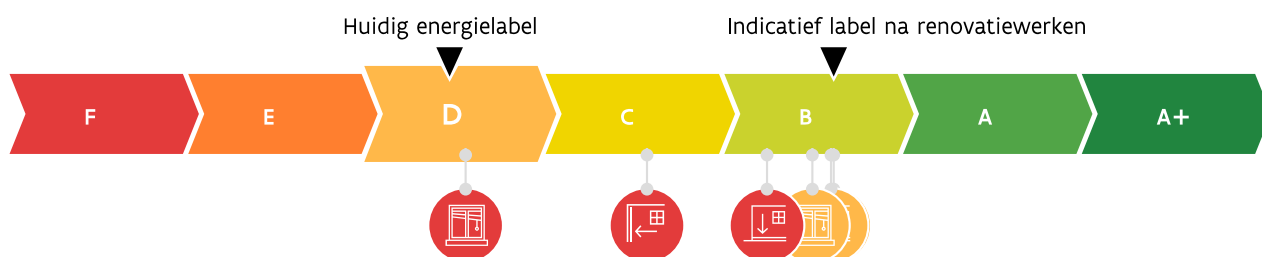 Huidig energielabel
Indicatief label na renovatiewerken
F E D C B A A+